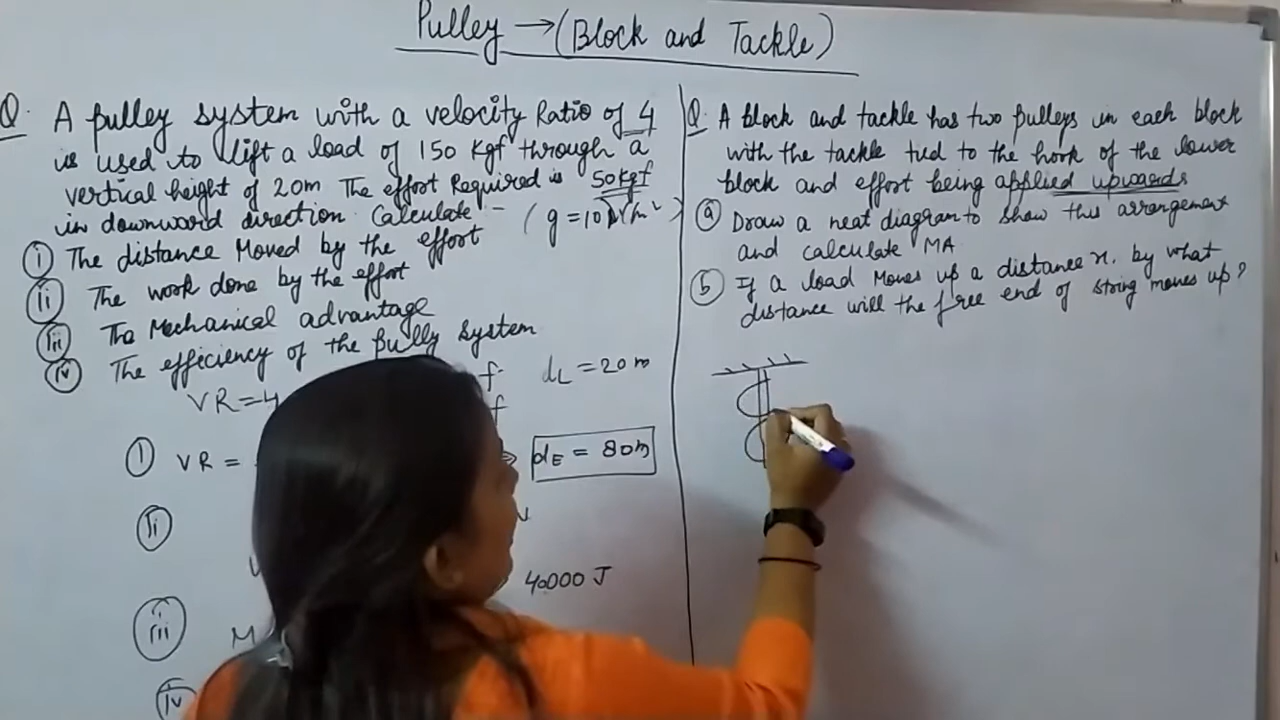 Pulley → (Block and Tackle)
Q. A pulley system with a velocity Ratio of 4
is used to lift a load of 150 Kgf through a
vertical height of 20m The effort Required is 50kgf
in downward direction. Calculate - (g = 10 N/m²)
(i) The distance Moved by the effort
(ii) The work done by the effort
(iii) The Mechanical advantage
(iv) The efficiency of the pully system
VR = 4 f dL = 20 m
f
(i) VR = ⇒ dE = 80m
(ii)
40000 J
(iii) M
(iv)
Q. A block and tackle has two pulleys in each block
with the tackle tied to the hook of the lower
block and effort being applied upwards
(a) Draw a neat diagram to show this arrangement
and calculate MA
(b) If a load moves up a distance x. by what
distance will the free end of string moves up?